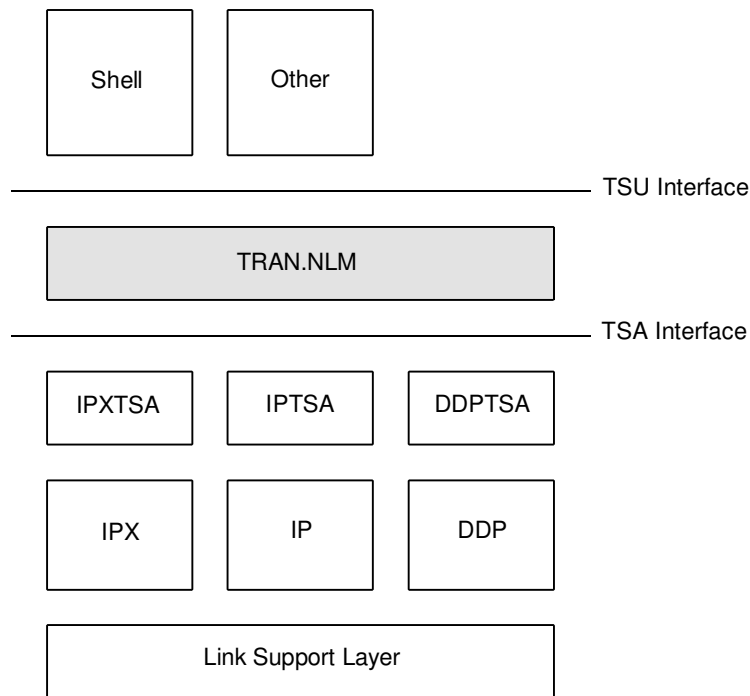 Shell
Other
TSU Interface
TRAN.NLM
TSA Interface
IPXTSA
IPTSA
DDPTSA
IPX
IP
DDP
Link Support Layer